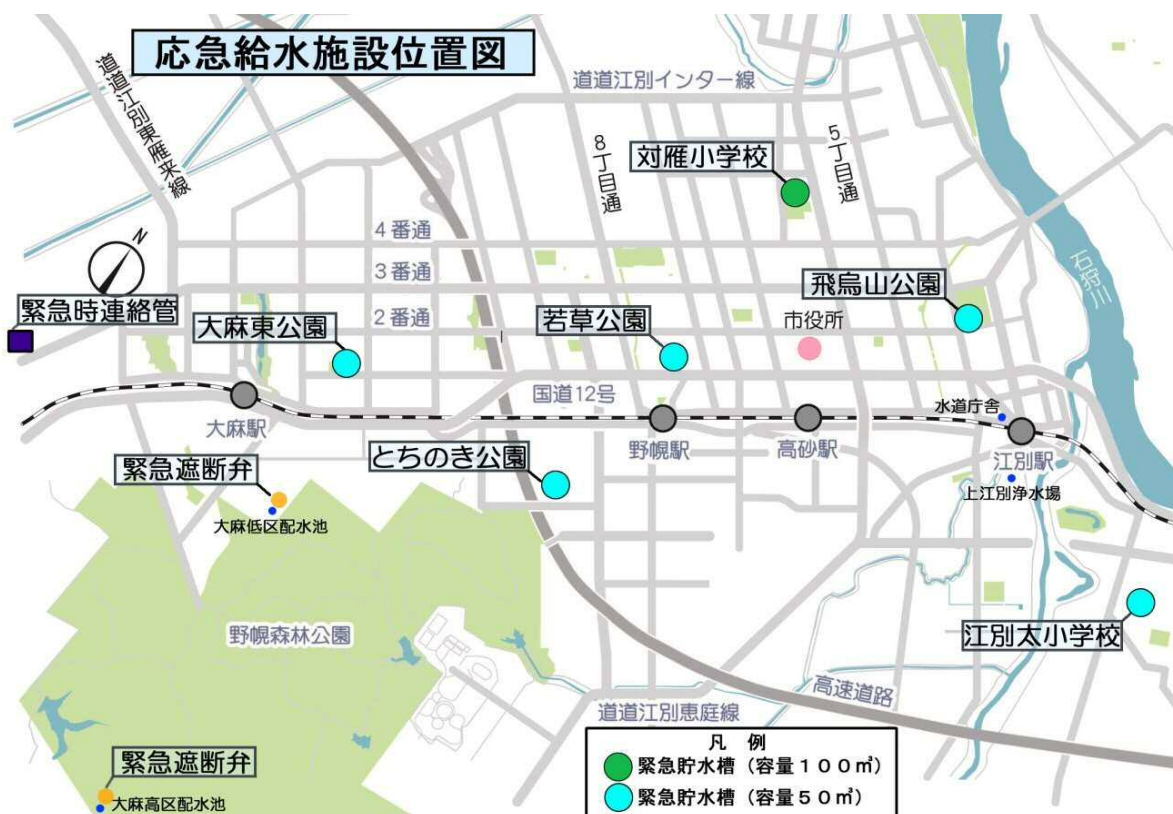 応急給水施設位置図
道道江別インター線
道道江別東雁来線
8丁目通
5丁目通
対雁小学校
4番通
N
3番通
石狩川
飛烏山公園
緊急時連絡管
2番通
大麻東公園
若草公園
市役所
国道12号
水道庁舎
大麻駅
野幌駅
高砂駅
江別駅
とちのき公園
緊急遮断弁
上江別浄水場
大麻低区配水池
野幌森林公園
江別太小学校
高速道路
道道江別恵庭線
凡 例
緊急貯水槽（容量１００㎥）
緊急貯水槽（容量５０㎥）
緊急遮断弁
大麻高区配水池